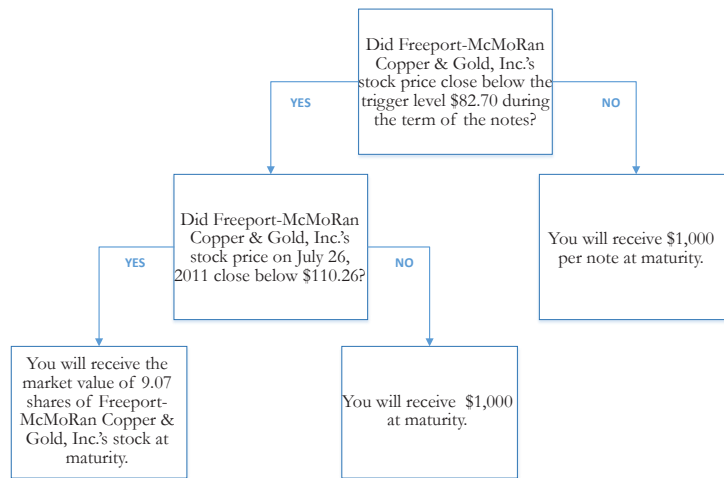 Did Freeport-McMoRan
Copper & Gold, Inc.'s
stock price close below the
trigger level $82.70 during
the term of the notes?
YES
NO
Did Freeport-McMoRan
Copper & Gold, Inc.'s
stock price on July 26,
2011 close below $110.26?
You will receive $1,000
per note at maturity.
YES
NO
You will receive the
market value of 9.07
shares of Freeport-
McMoRan Copper &
Gold, Inc.'s stock at
maturity.
You will receive $1,000
at maturity.